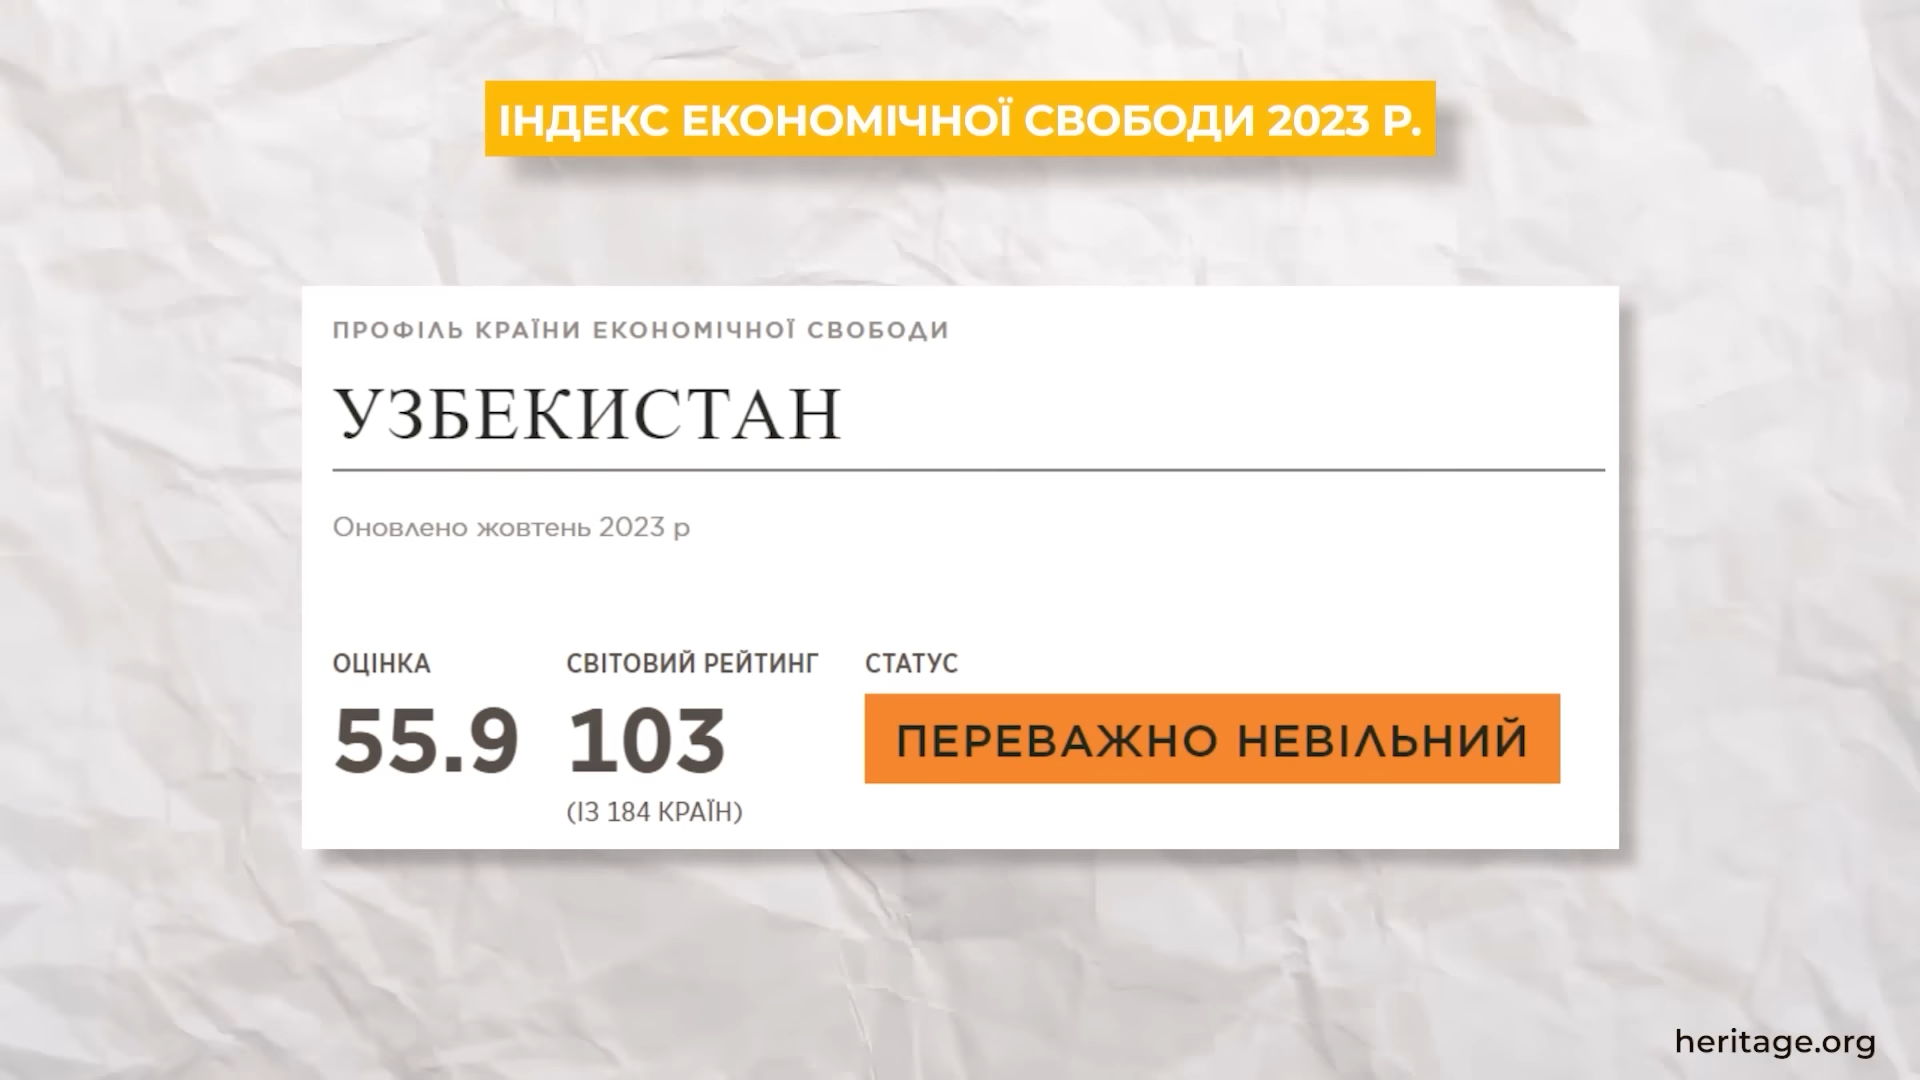 ІНДЕКС ЕКОНОМІЧНОЇ СВОБОДИ 2023 Р.
ПРОФІЛЬ КРАЇНИ ЕКОНОМІЧНОЇ СВОБОДИ
УЗБЕКИСТАН
Оновлено жовтень 2023 р
ОЦІНКА СВІТОВИЙ РЕЙТИНГ СТАТУС
55.9 103 ПЕРЕВАЖНО НЕВІЛЬНИЙ
(ІЗ 184 КРАЇН)
heritage.org